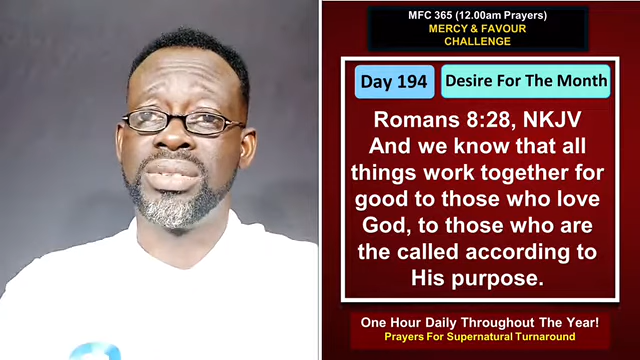 MFC 365 (12.00am Prayers)
MERCY & FAVOUR
CHALLENGE
Day 194
Desire For The Month
Romans 8:28, NKJV
And we know that all
things work together for
good to those who love
God, to those who are
the called according to
His purpose.
One Hour Daily Throughout The Year!
Prayers For Supernatural Turnaround